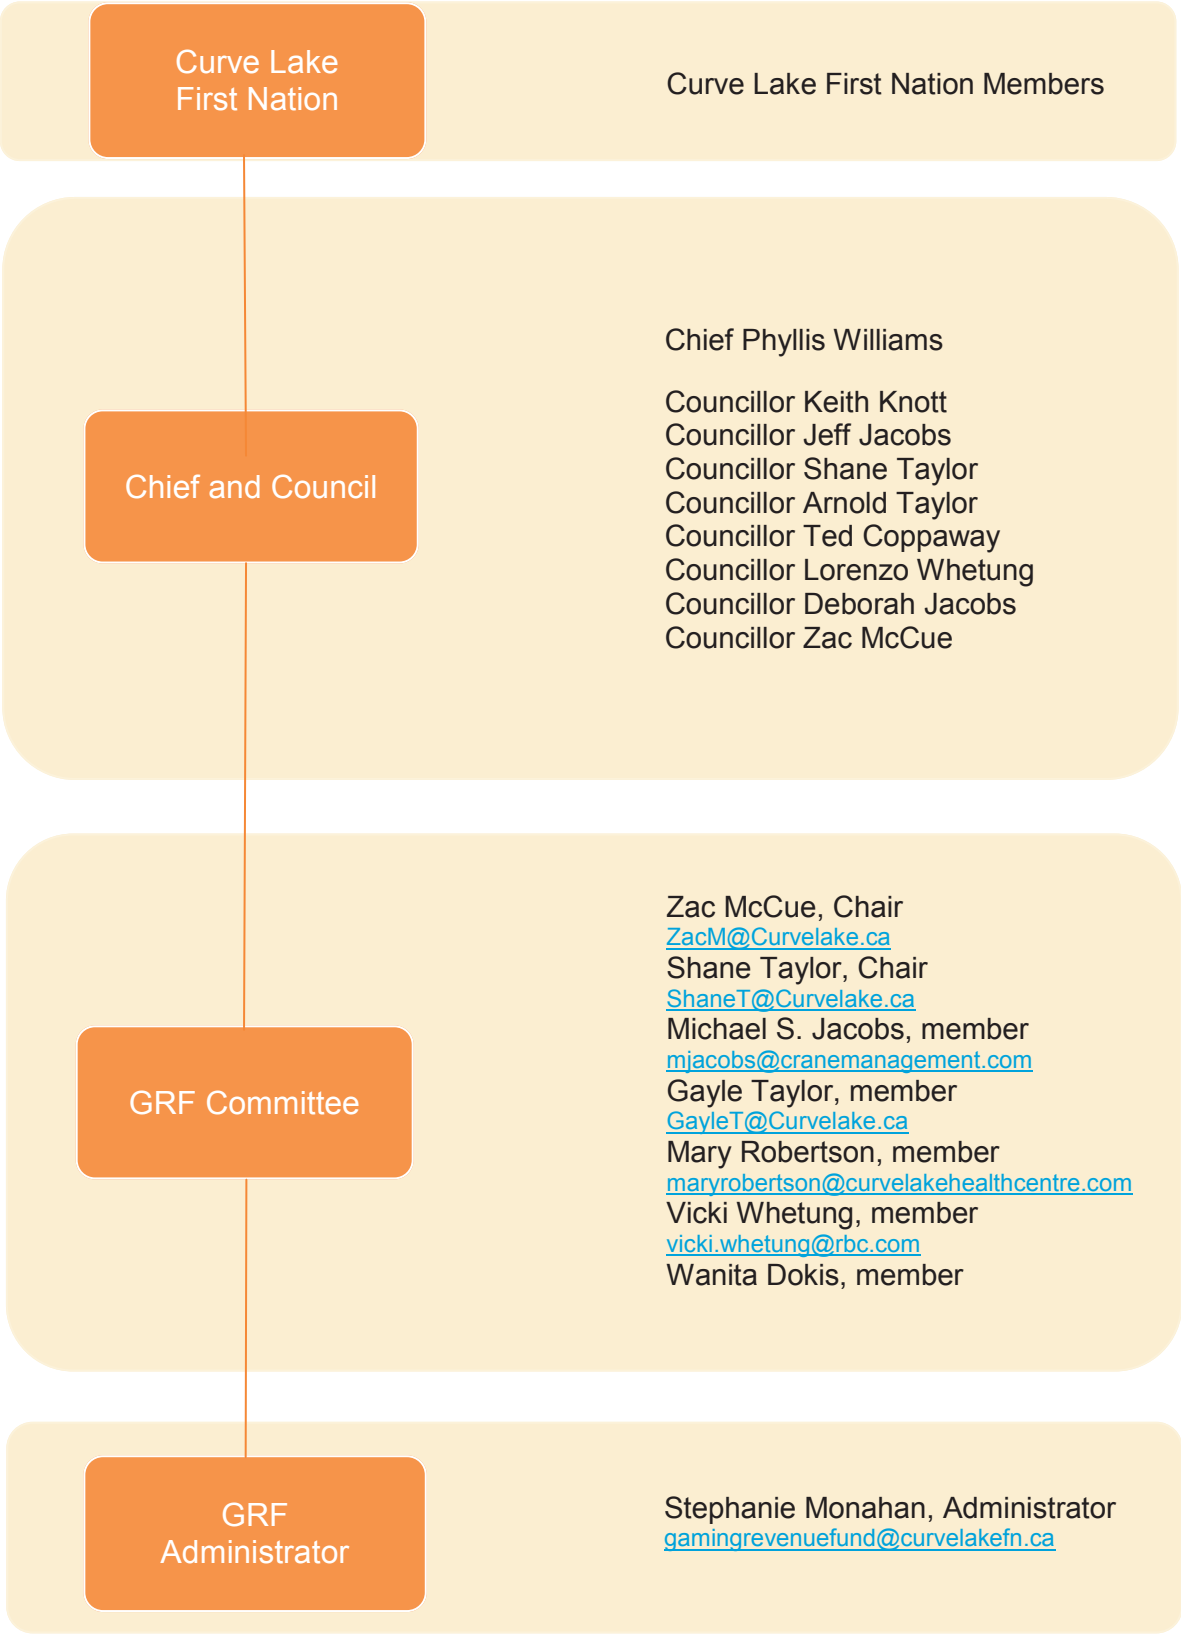 Curve Lake
First Nation
Curve Lake First Nation Members
Chief and Council
Chief Phyllis Williams
Councillor Keith Knott
Councillor Jeff Jacobs
Councillor Shane Taylor
Councillor Arnold Taylor
Councillor Ted Coppaway
Councillor Lorenzo Whetung
Councillor Deborah Jacobs
Councillor Zac McCue
GRF Committee
Zac McCue, Chair
ZacM@Curvelake.ca
Shane Taylor, Chair
ShaneT@Curvelake.ca
Michael S. Jacobs, member
mjacobs@cranemanagement.com
Gayle Taylor, member
GayleT@Curvelake.ca
Mary Robertson, member
maryrobertson@curvelakehealthcentre.com
Vicki Whetung, member
vicki.whetung@rbc.com
Wanita Dokis, member
GRF
Administrator
Stephanie Monahan, Administrator
gamingrevenuefund@curvelakefn.ca